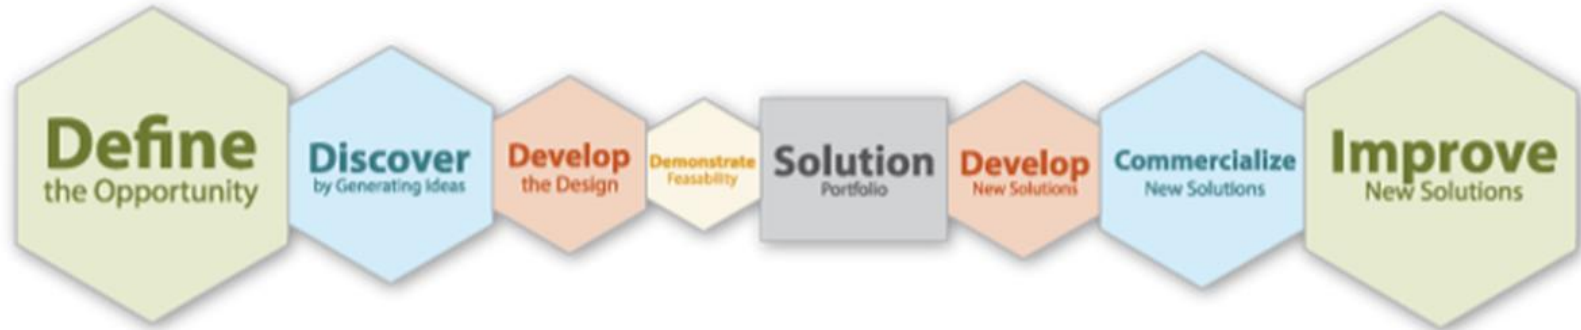 Define
the Opportunity
Discover
by Generating Ideas
Develop
the Design
Demonstrate
Feasability
Solution
Portfolio
Develop
New Solutions
Commercialize
New Solutions
Improve
New Solutions